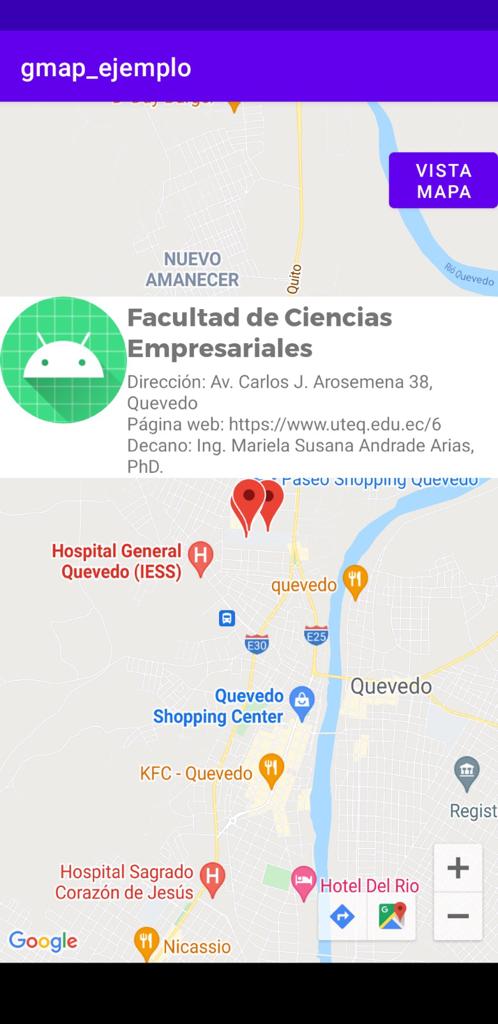 gmap_ejemplo
VISTA
MAPA
NUEVO
AMANECER
Quito
Río Quevedo
Facultad de Ciencias
Empresariales
Dirección: Av. Carlos J. Arosemena 38,
Quevedo
Página web: https://www.uteq.edu.ec/6
Decano: Ing. Mariela Susana Andrade Arias,
PhD.
Paseo Shopping Quevedo
Hospital General
Quevedo (IESS)
H
quevedo
E30
E25
Quevedo
Quevedo
Shopping Center
KFC - Quevedo
Regist
Hospital Sagrado
Corazón de Jesús
H
Hotel Del Rio
G
Google
Nicassio